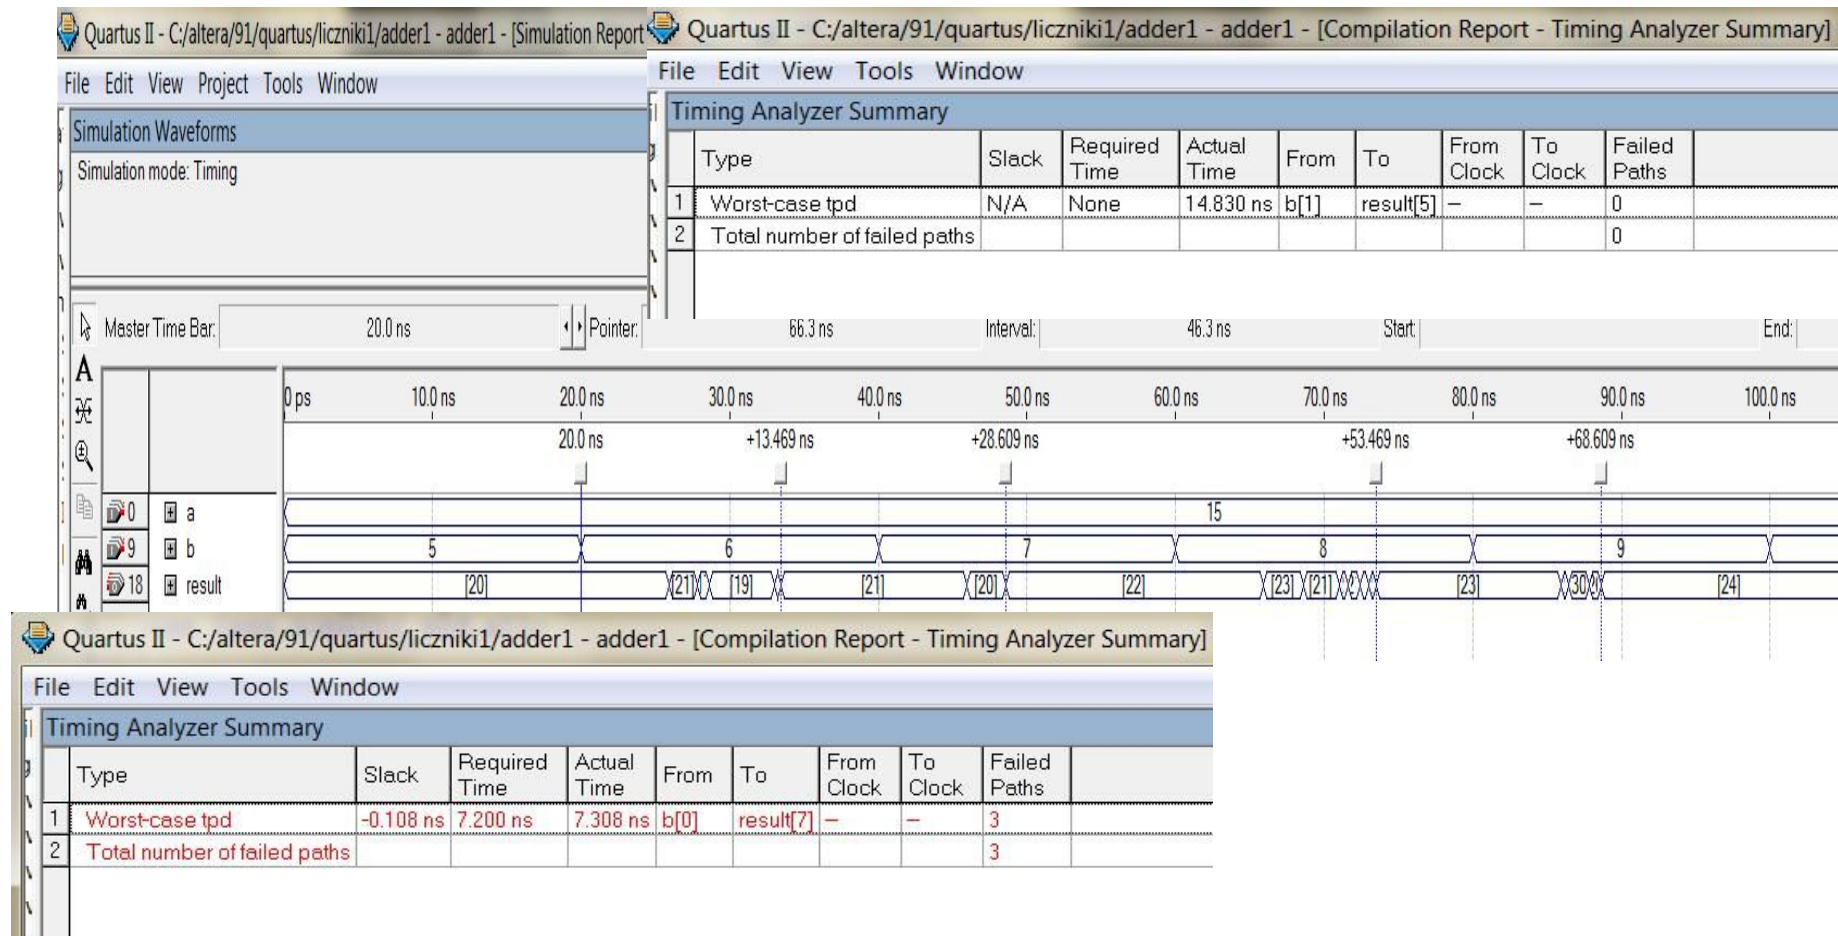 Quartus II - C:/altera/91/quartus/liczniki1/adder1 - adder1 - [Simulation Report
File Edit View Project Tools Window
Simulation Waveforms
Simulation mode: Timing
Quartus II - C:/altera/91/quartus/liczniki1/adder1 - adder1 - [Compilation Report - Timing Analyzer Summary]
File Edit View Tools Window
Timing Analyzer Summary
Type Slack Required Time Actual Time From To From Clock To Clock Failed Paths
1 Worst-case tpd N/A None 14.830 ns b[1] result[5] – – 0
2 Total number of failed paths 0
Master Time Bar: 20.0 ns Pointer: 66.3 ns Interval: 46.3 ns Start: End:
0 ps 10.0 ns 20.0 ns 30.0 ns 40.0 ns 50.0 ns 60.0 ns 70.0 ns 80.0 ns 90.0 ns 100.0 ns
20.0 ns +13.469 ns +28.609 ns +53.469 ns +68.609 ns
0 a 15
9 b 5 6 7 8 9
18 result [20] [21] [19] [21] [20] [22] [23] [21] [23] [24]
Quartus II - C:/altera/91/quartus/liczniki1/adder1 - adder1 - [Compilation Report - Timing Analyzer Summary]
File Edit View Tools Window
Timing Analyzer Summary
Type Slack Required Time Actual Time From To From Clock To Clock Failed Paths
1 Worst-case tpd -0.108 ns 7.200 ns 7.308 ns b[0] result[7] – – 3
2 Total number of failed paths 3